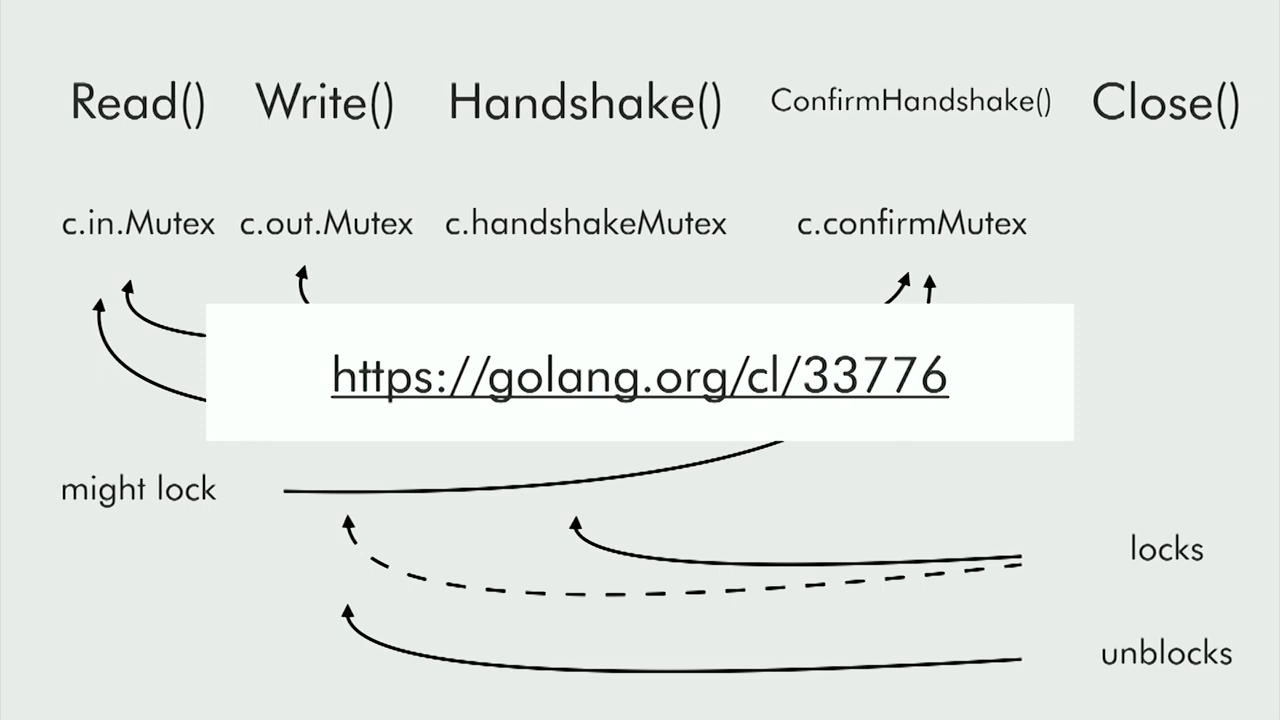 Read() Write() Handshake() ConfirmHandshake() Close()
c.in.Mutex c.out.Mutex c.handshakeMutex c.confirmMutex
https://golang.org/cl/33776
might lock
locks
unblocks